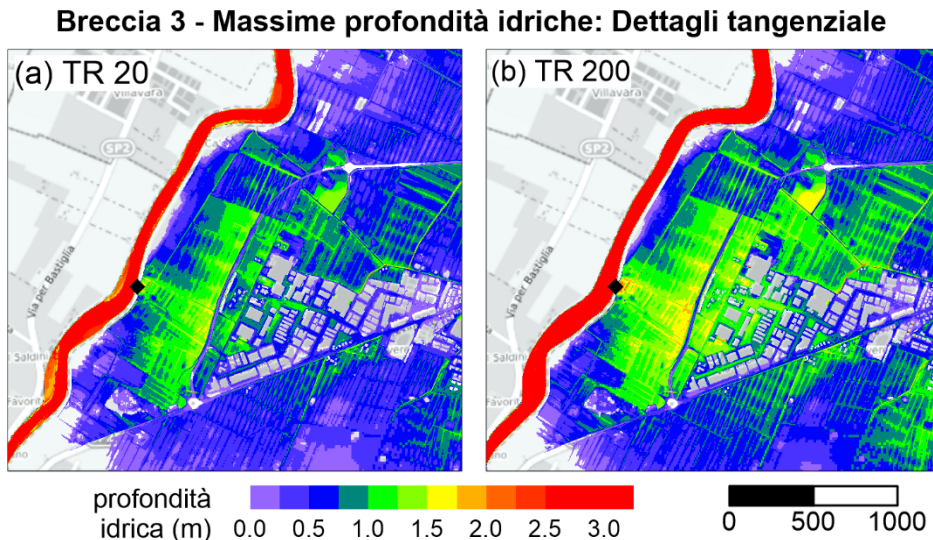 Breccia 3 - Massime profondità idriche: Dettagli tangenziale
(a) TR 20
Villavara
SP2
Via per Bastiglia
Saldini
Favorito
(b) TR 200
Villavara
SP2
Via per Bastiglia
Saldini
Favorito
profondità
idrica (m)
0.0 0.5 1.0 1.5 2.0 2.5 3.0
0 500 1000